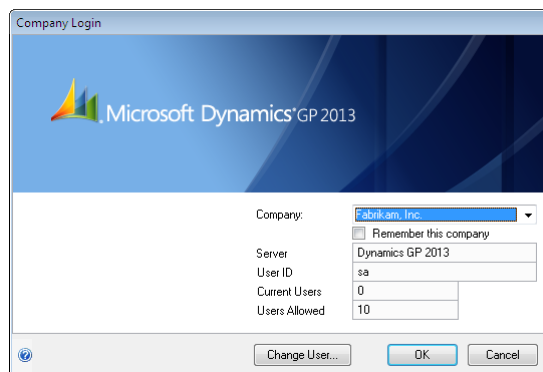 Company Login
Microsoft Dynamics® GP 2013
Company: Fabrikam, Inc.
Remember this company
Server Dynamics GP 2013
User ID sa
Current Users 0
Users Allowed 10
? Change User... OK Cancel